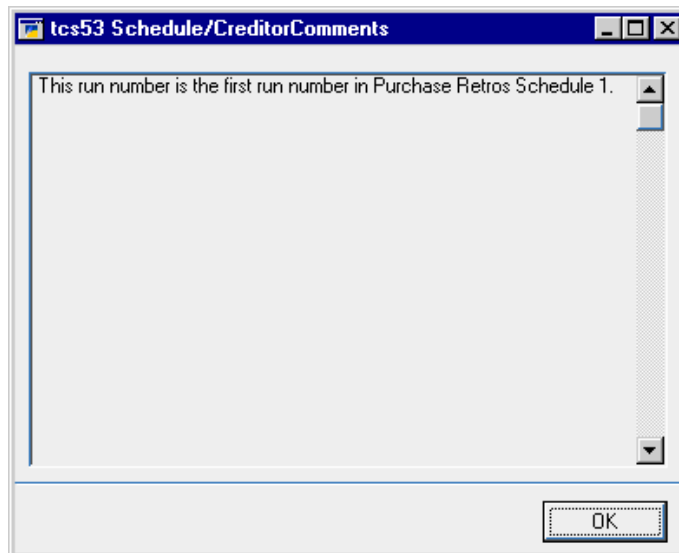 tcs53 Schedule/CreditorComments
This run number is the first run number in Purchase Retros Schedule 1.
OK